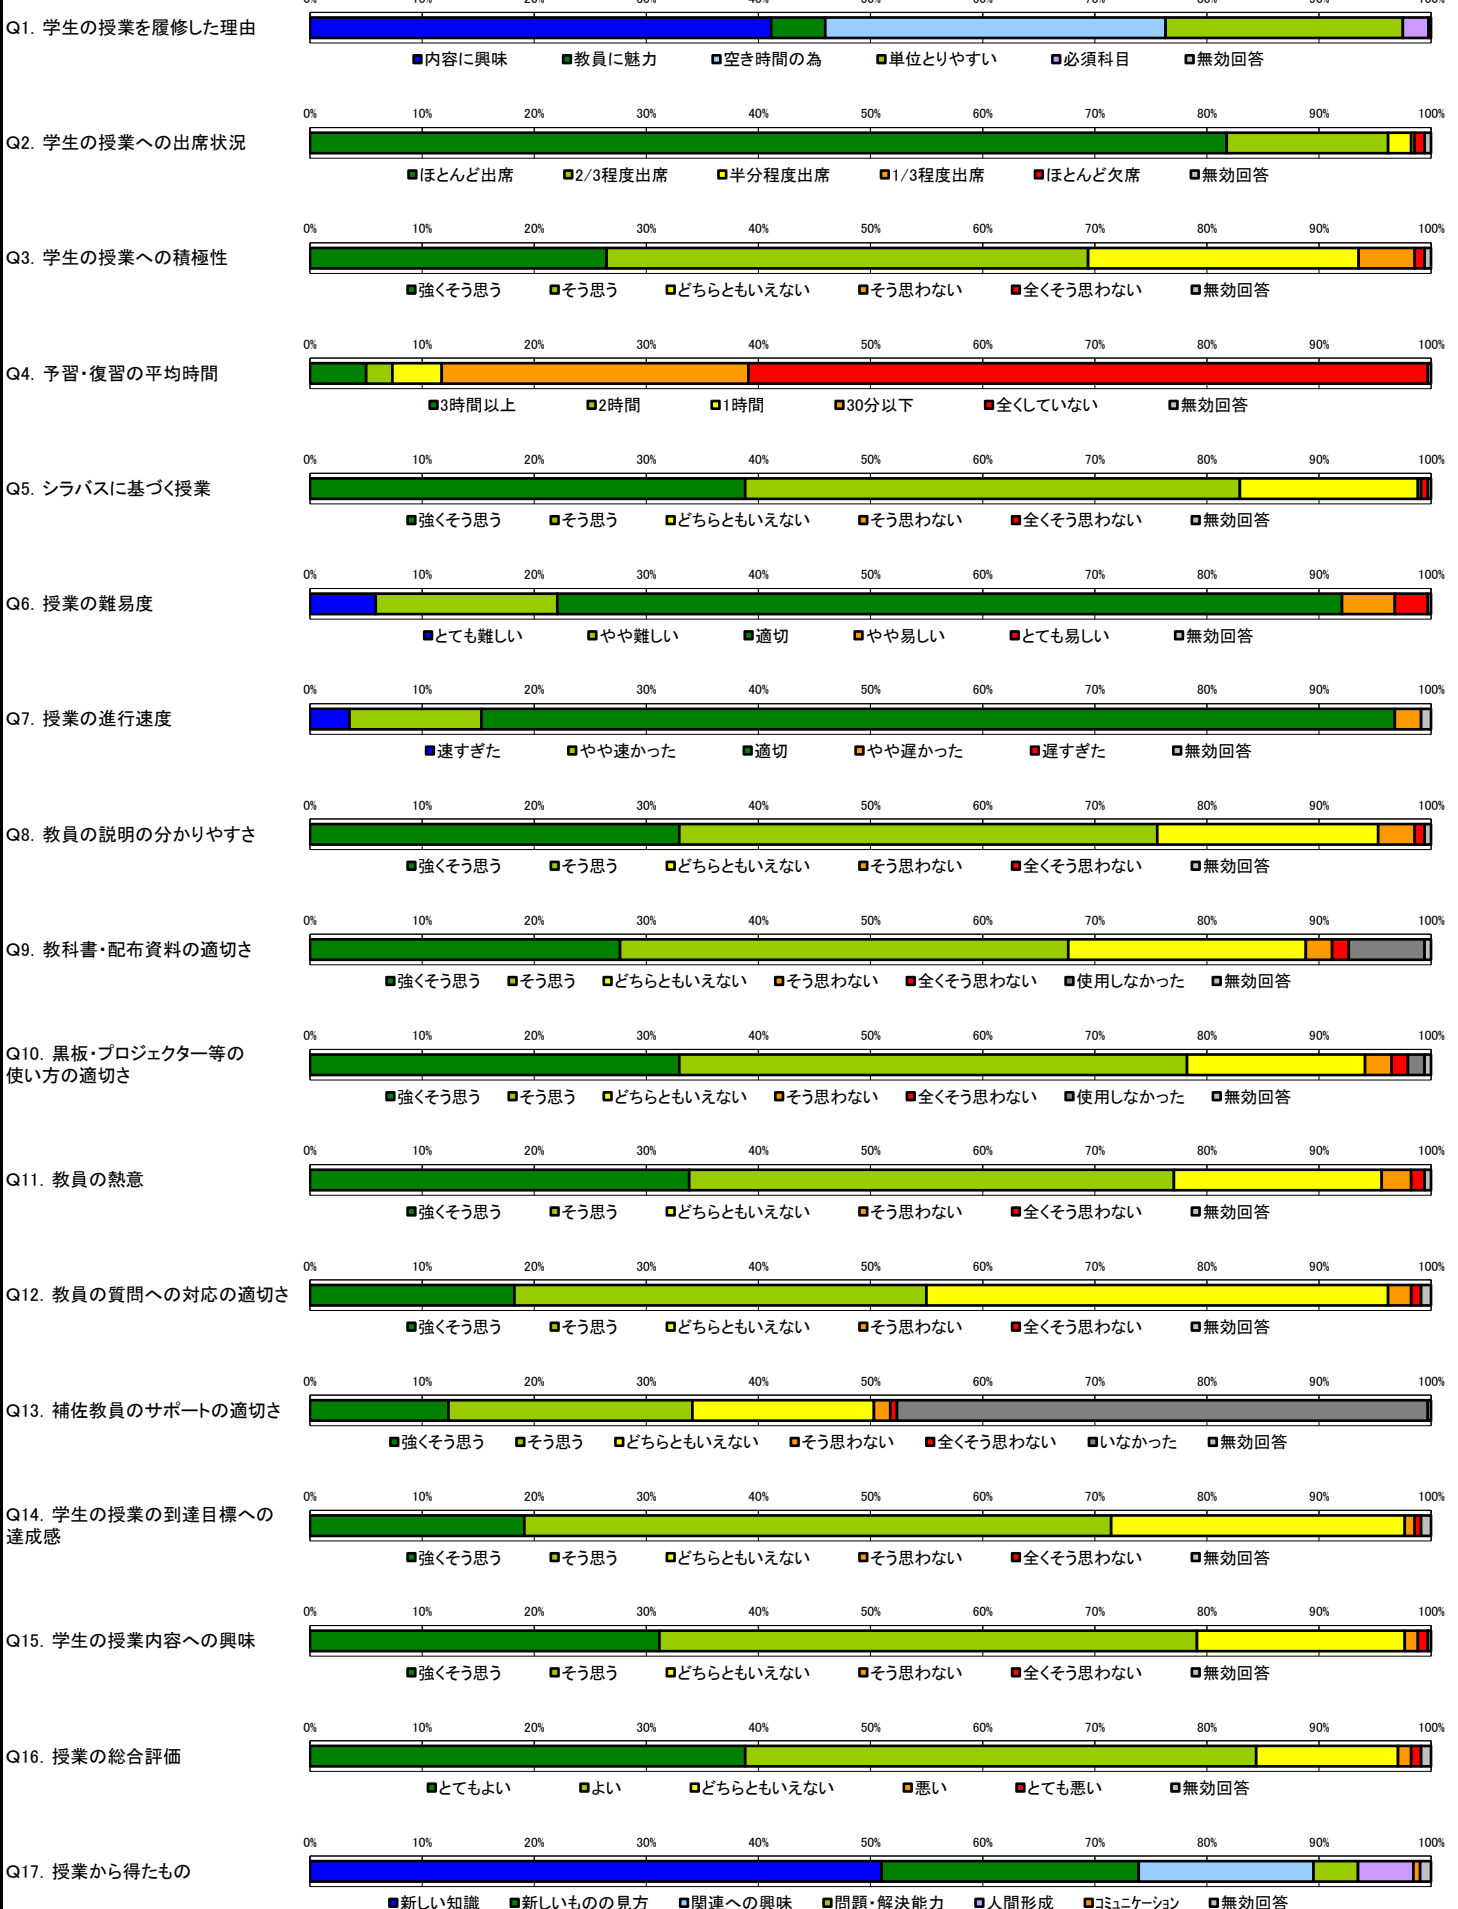 0% 10% 20% 30% 40% 50% 60% 70% 80% 90% 100%
Q1. 学生の授業を履修した理由
内容に興味 教員に魅力 空き時間の為 単位とりやすい 必須科目 無効回答
0% 10% 20% 30% 40% 50% 60% 70% 80% 90% 100%
Q2. 学生の授業への出席状況
ほとんど出席 2/3程度出席 半分程度出席 1/3程度出席 ほとんど欠席 無効回答
0% 10% 20% 30% 40% 50% 60% 70% 80% 90% 100%
Q3. 学生の授業への積極性
強くそう思う そう思う どちらともいえない そう思わない 全くそう思わない 無効回答
0% 10% 20% 30% 40% 50% 60% 70% 80% 90% 100%
Q4. 予習・復習の平均時間
3時間以上 2時間 1時間 30分以下 全くしていない 無効回答
0% 10% 20% 30% 40% 50% 60% 70% 80% 90% 100%
Q5. シラバスに基づく授業
強くそう思う そう思う どちらともいえない そう思わない 全くそう思わない 無効回答
0% 10% 20% 30% 40% 50% 60% 70% 80% 90% 100%
Q6. 授業の難易度
とても難しい やや難しい 適切 やや易しい とても易しい 無効回答
0% 10% 20% 30% 40% 50% 60% 70% 80% 90% 100%
Q7. 授業の進行速度
速すぎた やや速かった 適切 やや遅かった 遅すぎた 無効回答
0% 10% 20% 30% 40% 50% 60% 70% 80% 90% 100%
Q8. 教員の説明の分かりやすさ
強くそう思う そう思う どちらともいえない そう思わない 全くそう思わない 無効回答
0% 10% 20% 30% 40% 50% 60% 70% 80% 90% 100%
Q9. 教科書・配布資料の適切さ
強くそう思う そう思う どちらともいえない そう思わない 全くそう思わない 使用しなかった 無効回答
0% 10% 20% 30% 40% 50% 60% 70% 80% 90% 100%
Q10. 黒板・プロジェクター等の
使い方の適切さ
強くそう思う そう思う どちらともいえない そう思わない 全くそう思わない 使用しなかった 無効回答
0% 10% 20% 30% 40% 50% 60% 70% 80% 90% 100%
Q11. 教員の熱意
強くそう思う そう思う どちらともいえない そう思わない 全くそう思わない 無効回答
0% 10% 20% 30% 40% 50% 60% 70% 80% 90% 100%
Q12. 教員の質問への対応の適切さ
強くそう思う そう思う どちらともいえない そう思わない 全くそう思わない 無効回答
0% 10% 20% 30% 40% 50% 60% 70% 80% 90% 100%
Q13. 補佐教員のサポートの適切さ
強くそう思う そう思う どちらともいえない そう思わない 全くそう思わない いなかった 無効回答
0% 10% 20% 30% 40% 50% 60% 70% 80% 90% 100%
Q14. 学生の授業の到達目標への
達成感
強くそう思う そう思う どちらともいえない そう思わない 全くそう思わない 無効回答
0% 10% 20% 30% 40% 50% 60% 70% 80% 90% 100%
Q15. 学生の授業内容への興味
強くそう思う そう思う どちらともいえない そう思わない 全くそう思わない 無効回答
0% 10% 20% 30% 40% 50% 60% 70% 80% 90% 100%
Q16. 授業の総合評価
とてもよい よい どちらともいえない 悪い とても悪い 無効回答
0% 10% 20% 30% 40% 50% 60% 70% 80% 90% 100%
Q17. 授業から得たもの
新しい知識 新しいものの見方 関連への興味 問題・解決能力 人間形成 ｺﾐｭﾆｹｰｼｮﾝ 無効回答